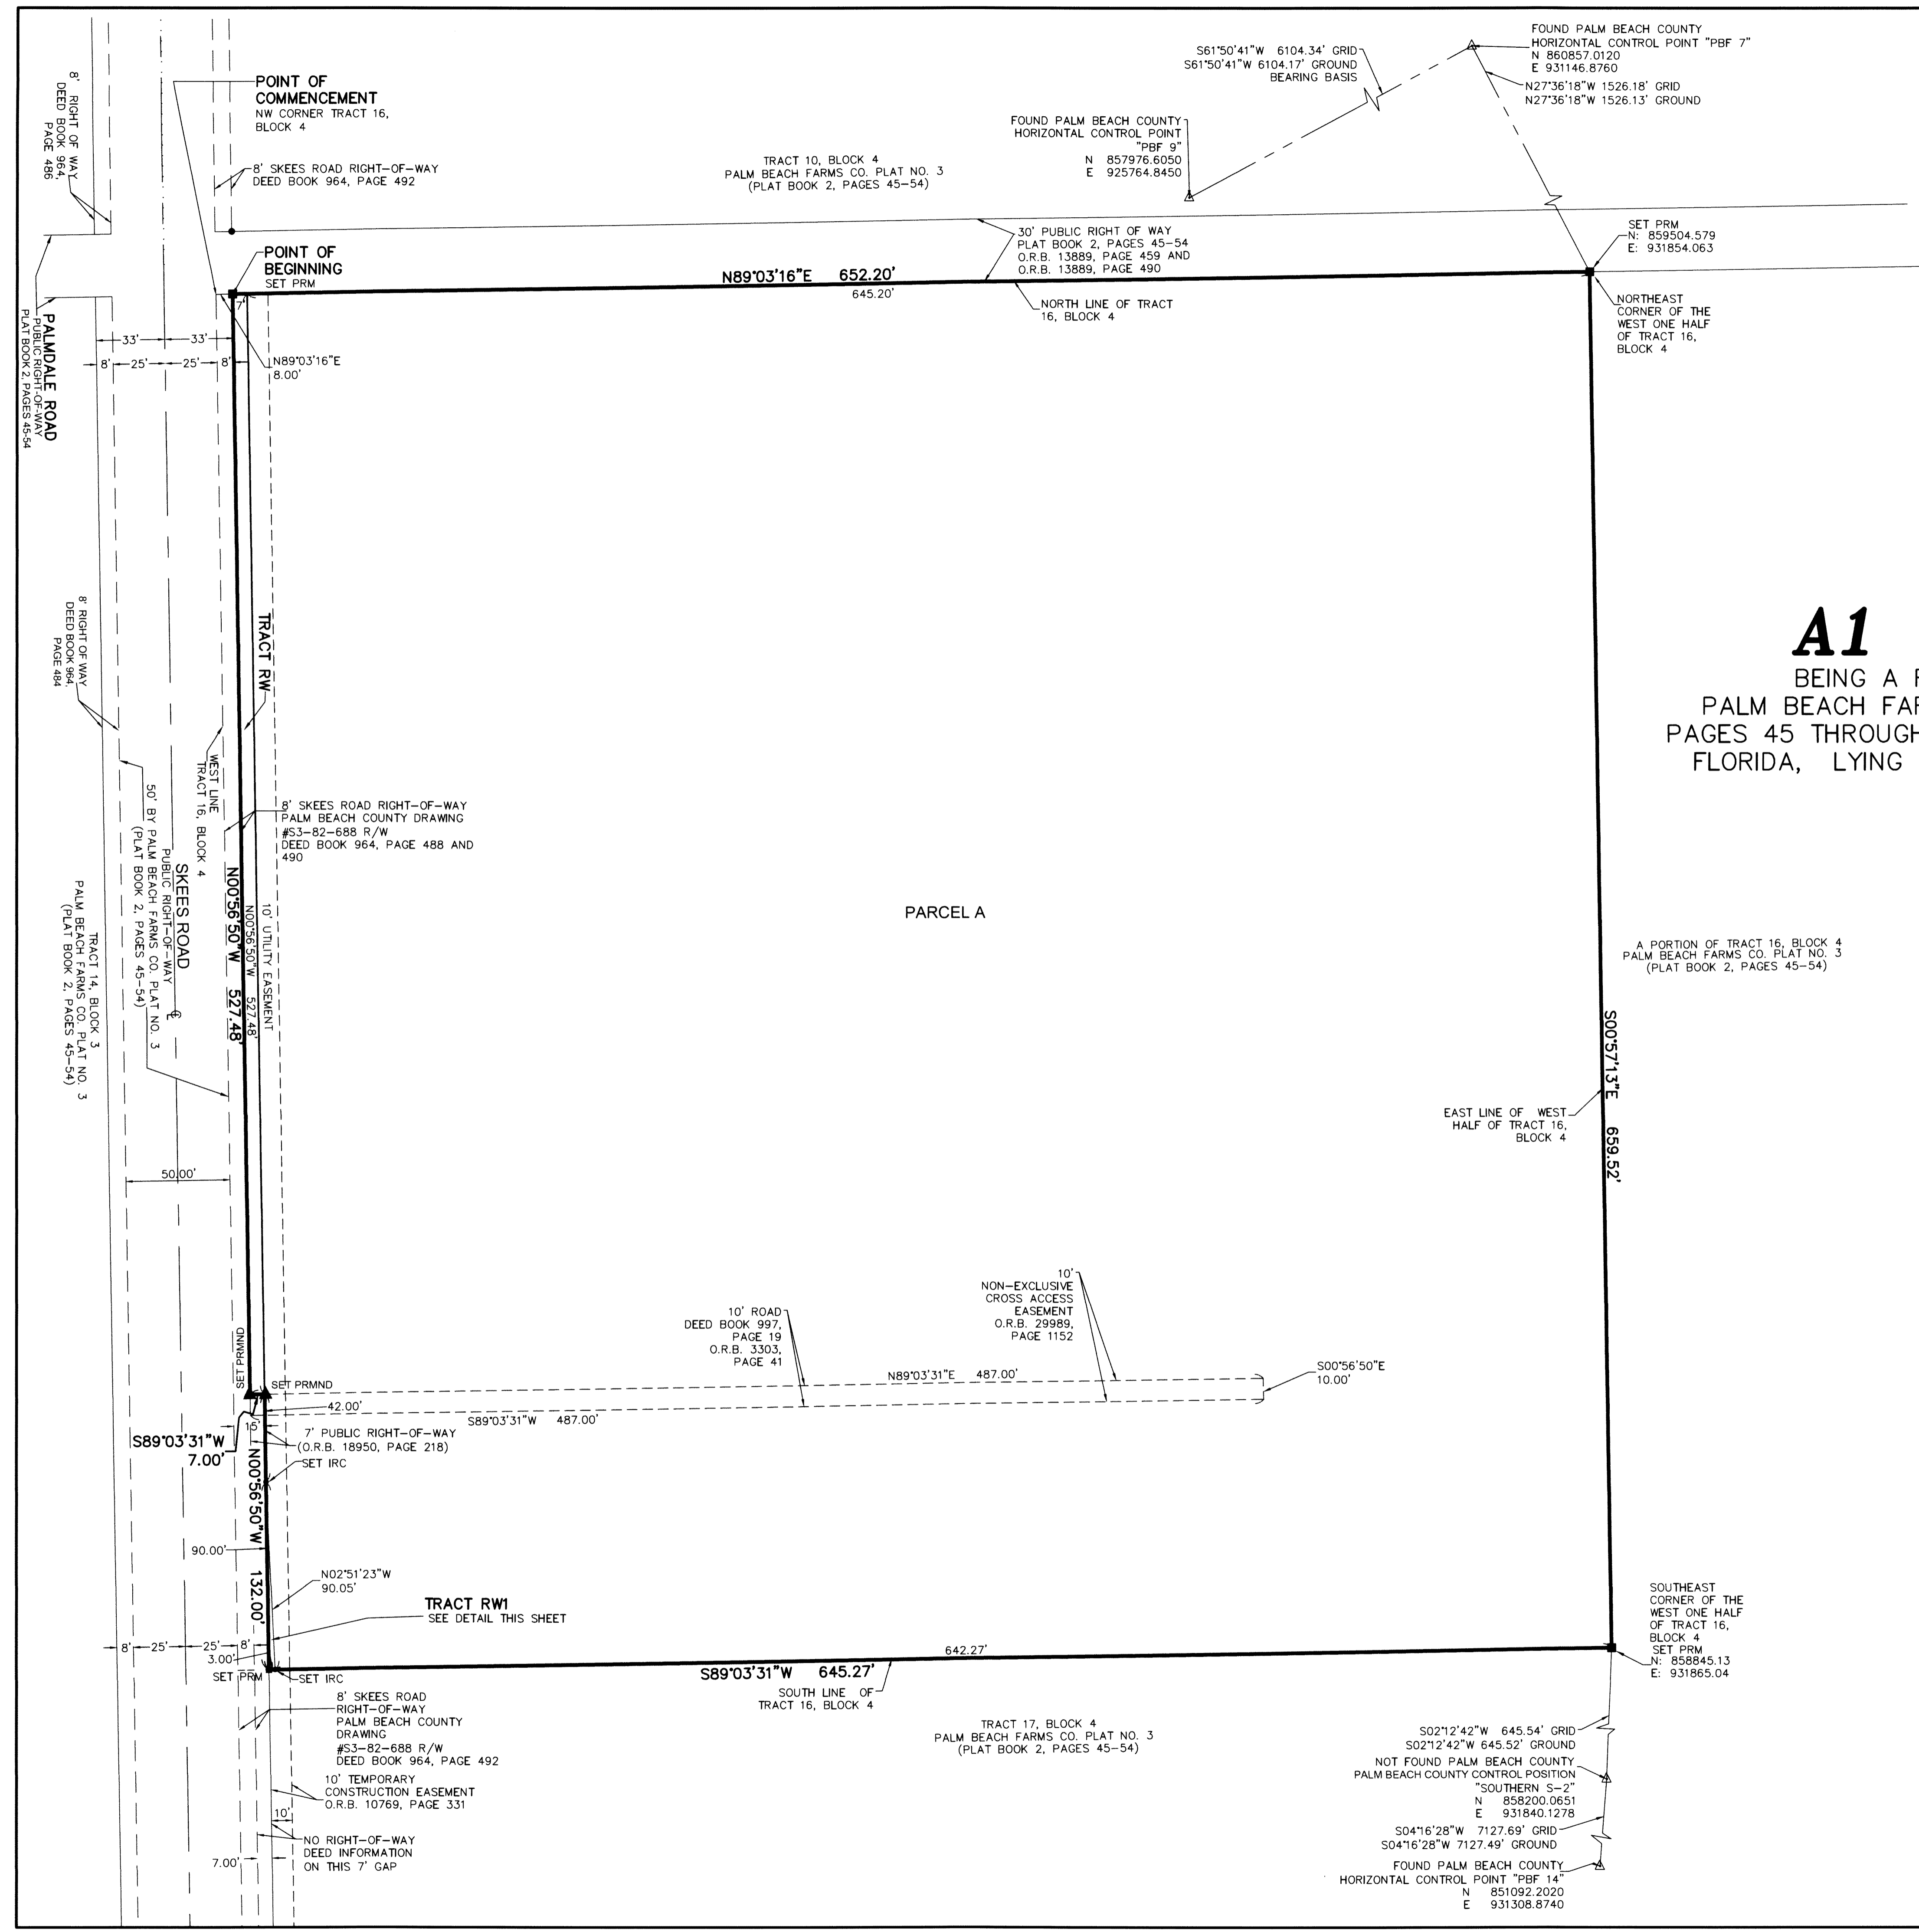 FOUND PALM BEACH COUNTY
HORIZONTAL CONTROL POINT "PBF 7"
N 860857.0120
E 931146.8760
N27°36'18"W 1526.18' GRID
N27°36'18"W 1526.13' GROUND
S61°50'41"W 6104.34' GRID
S61°50'41"W 6104.17' GROUND
BEARING BASIS
FOUND PALM BEACH COUNTY
HORIZONTAL CONTROL POINT
"PBF 9"
N 857976.6050
E 925764.8450
8' RIGHT OF WAY
DEED BOOK 964,
PAGE 486
POINT OF
COMMENCEMENT
NW CORNER TRACT 16,
BLOCK 4
8' SKEES ROAD RIGHT-OF-WAY
DEED BOOK 964, PAGE 492
TRACT 10, BLOCK 4
PALM BEACH FARMS CO. PLAT NO. 3
(PLAT BOOK 2, PAGES 45-54)
30' PUBLIC RIGHT OF WAY
PLAT BOOK 2, PAGES 45-54
O.R.B. 13889, PAGE 459 AND
O.R.B. 13889, PAGE 490
SET PRM
N: 859504.579
E: 931854.063
POINT OF
BEGINNING
SET PRM
N89°03'16"E 652.20'
645.20'
NORTH LINE OF TRACT
16, BLOCK 4
NORTHEAST
CORNER OF THE
WEST ONE HALF
OF TRACT 16,
BLOCK 4
PALMDALE ROAD
PUBLIC RIGHT-OF-WAY
PLAT BOOK 2, PAGES 45-54
7'
33'
33'
8'
25'
25'
8'
N89°03'16"E
8.00'
8' RIGHT OF WAY
DEED BOOK 964.
PAGE 484
TRACT RW
WEST LINE
TRACT 16, BLOCK 4
8' SKEES ROAD RIGHT-OF-WAY
PALM BEACH COUNTY DRAWING
#S3-82-688 R/W
DEED BOOK 964, PAGE 488 AND
490
A1
BEING A
PALM BEACH
PAGES 45 THROUGH
FLORIDA, LYING
TRACT 14, BLOCK 3
PALM BEACH FARMS CO. PLAT NO. 3
(PLAT BOOK 2, PAGES 45-54)
SKEES ROAD
PUBLIC RIGHT-OF-WAY
50' BY PALM BEACH FARMS CO. PLAT NO. 3
(PLAT BOOK 2, PAGES 45-54)
℄
N00°56'50"W 527.48'
N00°56'50"W 527.48'
10' UTILITY EASEMENT
PARCEL A
A PORTION OF TRACT 16, BLOCK 4
PALM BEACH FARMS CO. PLAT NO. 3
(PLAT BOOK 2, PAGES 45-54)
S00°57'13"E 659.52'
EAST LINE OF WEST
HALF OF TRACT 16,
BLOCK 4
50.00'
10' ROAD
DEED BOOK 997,
PAGE 19
O.R.B. 3303,
PAGE 41
10'
NON-EXCLUSIVE
CROSS ACCESS
EASEMENT
O.R.B. 29989,
PAGE 1152
N89°03'31"E 487.00'
S00°56'50"E
10.00'
SET PRMND
SET PRMND
42.00'
S89°03'31"W 487.00'
15'
7' PUBLIC RIGHT-OF-WAY
(O.R.B. 18950, PAGE 218)
S89°03'31"W
7.00'
SET IRC
N00°56'50"W 132.00'
90.00'
N02°51'23"W
90.05'
TRACT RW1
SEE DETAIL THIS SHEET
8'
25'
25'
8'
3.00'
SET PRM
SET IRC
642.27'
S89°03'31"W 645.27'
SOUTH LINE OF
TRACT 16, BLOCK 4
SOUTHEAST
CORNER OF THE
WEST ONE HALF
OF TRACT 16,
BLOCK 4
SET PRM
N: 858845.13
E: 931865.04
8' SKEES ROAD
RIGHT-OF-WAY
PALM BEACH COUNTY
DRAWING
#S3-82-688 R/W
DEED BOOK 964, PAGE 492
TRACT 17, BLOCK 4
PALM BEACH FARMS CO. PLAT NO. 3
(PLAT BOOK 2, PAGES 45-54)
10' TEMPORARY
CONSTRUCTION EASEMENT
O.R.B. 10769, PAGE 331
10'
NO RIGHT-OF-WAY
DEED INFORMATION
ON THIS 7' GAP
7.00'
S02°12'42"W 645.54' GRID
S02°12'42"W 645.52' GROUND
NOT FOUND PALM BEACH COUNTY
PALM BEACH COUNTY CONTROL POSITION
"SOUTHERN S-2"
N 858200.0651
E 931840.1278
S04°16'28"W 7127.69' GRID
S04°16'28"W 7127.49' GROUND
FOUND PALM BEACH COUNTY
HORIZONTAL CONTROL POINT "PBF 14"
N 851092.2020
E 931308.8740